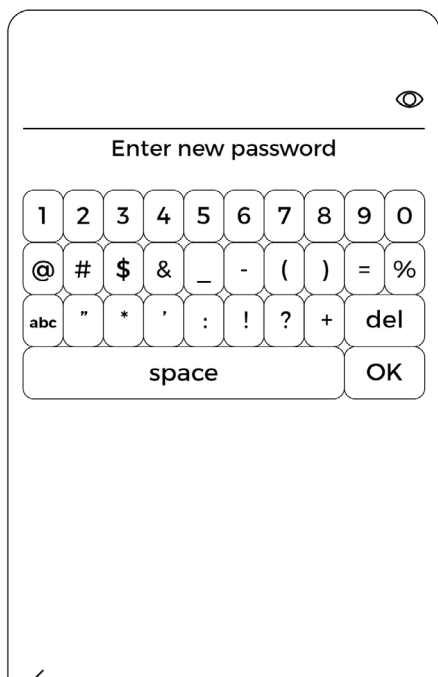 Enter new password
1 2 3 4 5 6 7 8 9 0
@ # $ & _ - ( ) = %
abc " * ' : ! ? + del
space OK